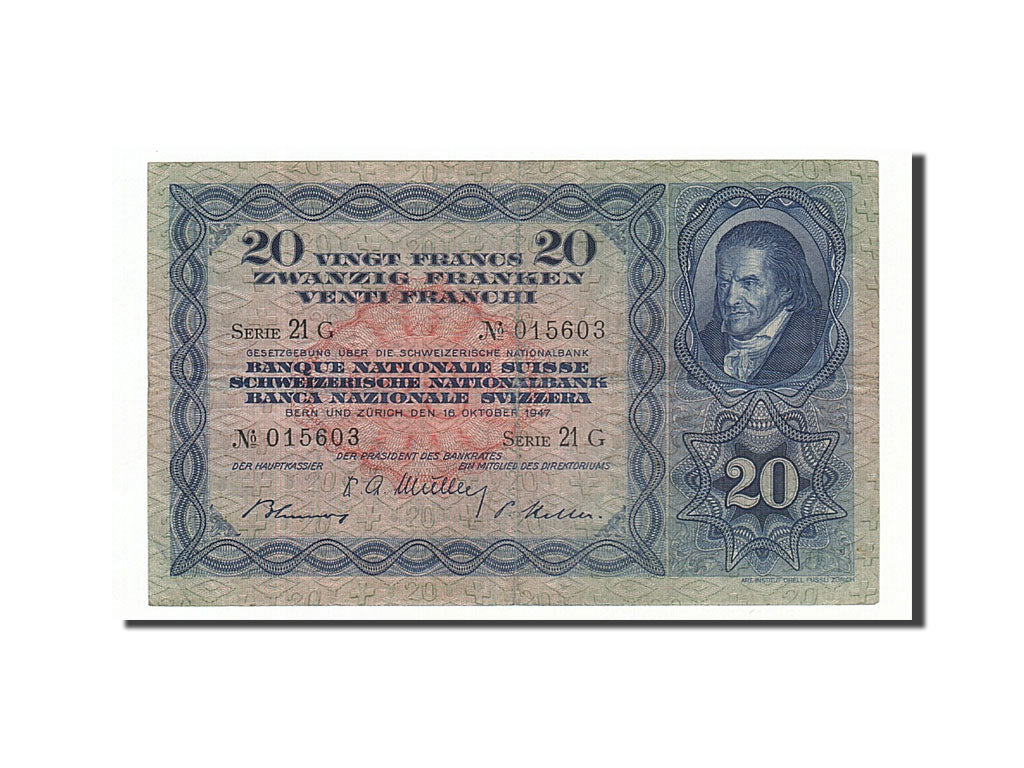 20 VINGT FRANCS 20
ZWANZIG FRANKEN
VENTI FRANCHI
SERIE 21 G № 015603
GESETZGEBUNG ÜBER DIE SCHWEIZERISCHE NATIONALBANK
BANQUE NATIONALE SUISSE
SCHWEIZERISCHE NATIONALBANK
BANCA NAZIONALE SVIZZERA
BERN UND ZÜRICH, DEN 16. OKTOBER 1947
№ 015603 SERIE 21 G
DER PRÄSIDENT DES BANKRATES
DER HAUPTKASSIER EIN MITGLIED DES DIREKTORIUMS
Müller
P. Keller.
20
ART. INSTITUT ORELL FÜSSLI ZÜRICH